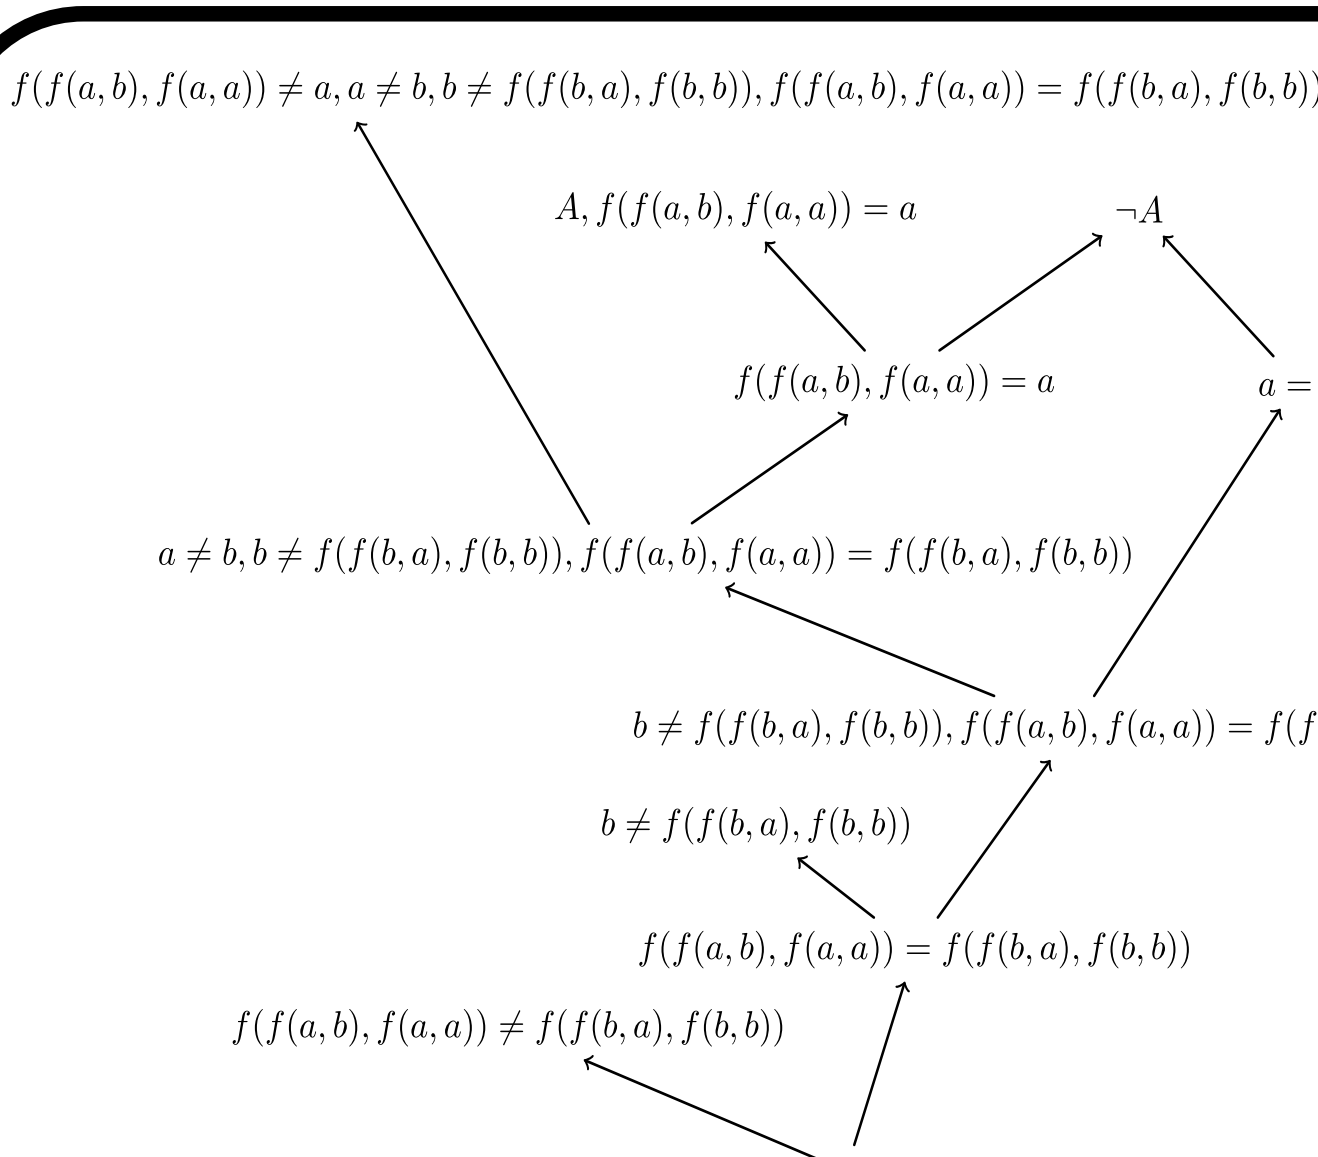 f(f(a, b), f(a, a)) ≠ a, a ≠ b, b ≠ f(f(b, a), f(b, b)), f(f(a, b), f(a, a)) = f(f(b, a), f(b, b))
A, f(f(a, b), f(a, a)) = a
¬A
f(f(a, b), f(a, a)) = a
a =
a ≠ b, b ≠ f(f(b, a), f(b, b)), f(f(a, b), f(a, a)) = f(f(b, a), f(b, b))
b ≠ f(f(b, a), f(b, b)), f(f(a, b), f(a, a)) = f(f
b ≠ f(f(b, a), f(b, b))
f(f(a, b), f(a, a)) = f(f(b, a), f(b, b))
f(f(a, b), f(a, a)) ≠ f(f(b, a), f(b, b))